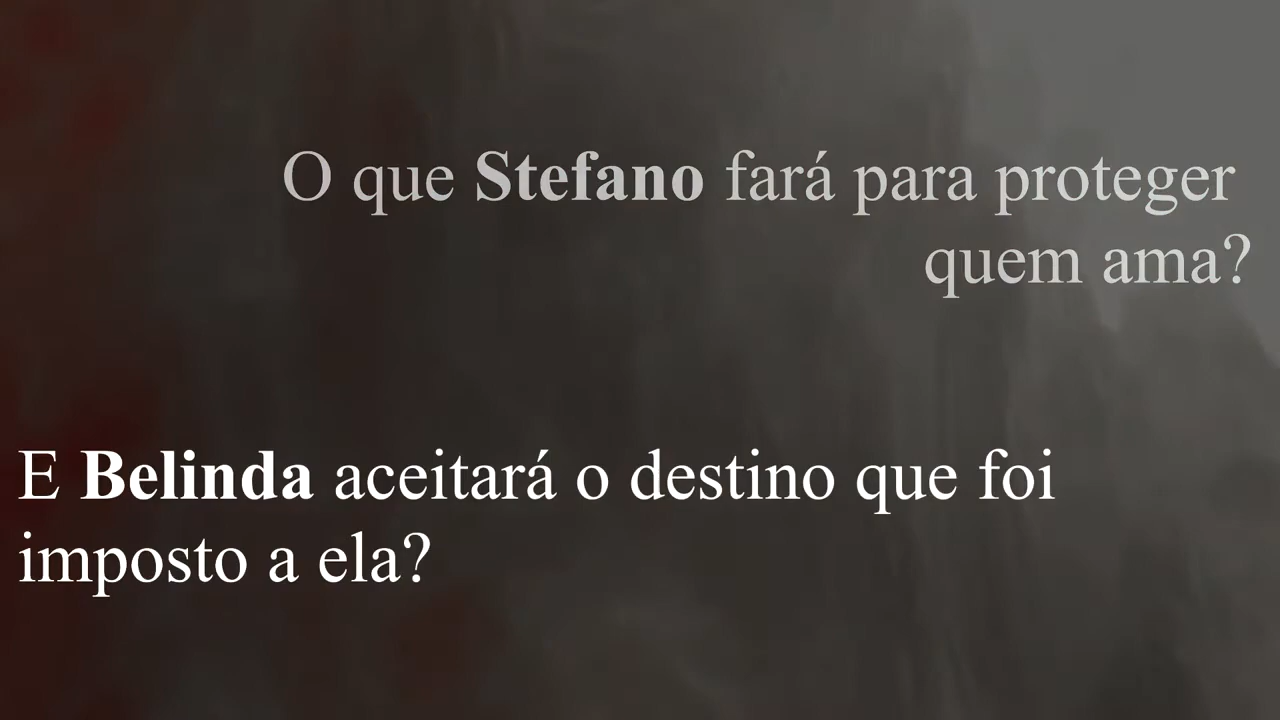 O que Stefano fará para proteger
quem ama?
E Belinda aceitará o destino que foi
imposto a ela?